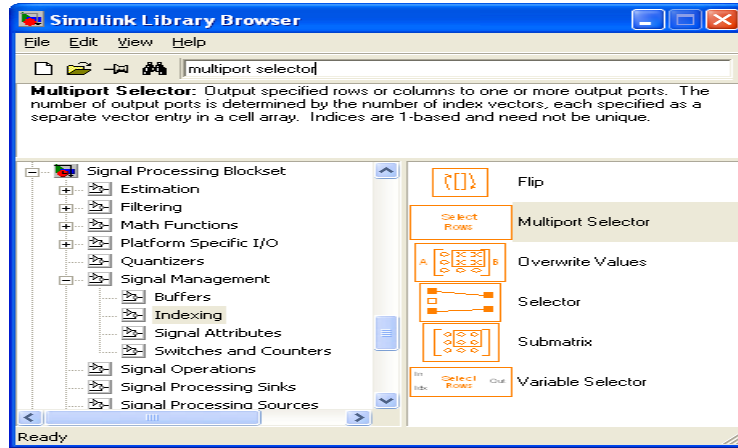 Simulink Library Browser
File Edit View Help
multiport selector
Multiport Selector: Output specified rows or columns to one or more output ports. The
number of output ports is determined by the number of index vectors, each specified as a
separate vector entry in a cell array. Indices are 1-based and need not be unique.
Signal Processing Blockset
Estimation
Filtering
Math Functions
Platform Specific I/O
Quantizers
Signal Management
Buffers
Indexing
Signal Attributes
Switches and Counters
Signal Operations
Signal Processing Sinks
Signal Processing Sources
Flip
Select
Rows
Multiport Selector
A B
Overwrite Values
Selector
Submatrix
In
Idx
Select
Rows
Out
Variable Selector
Ready